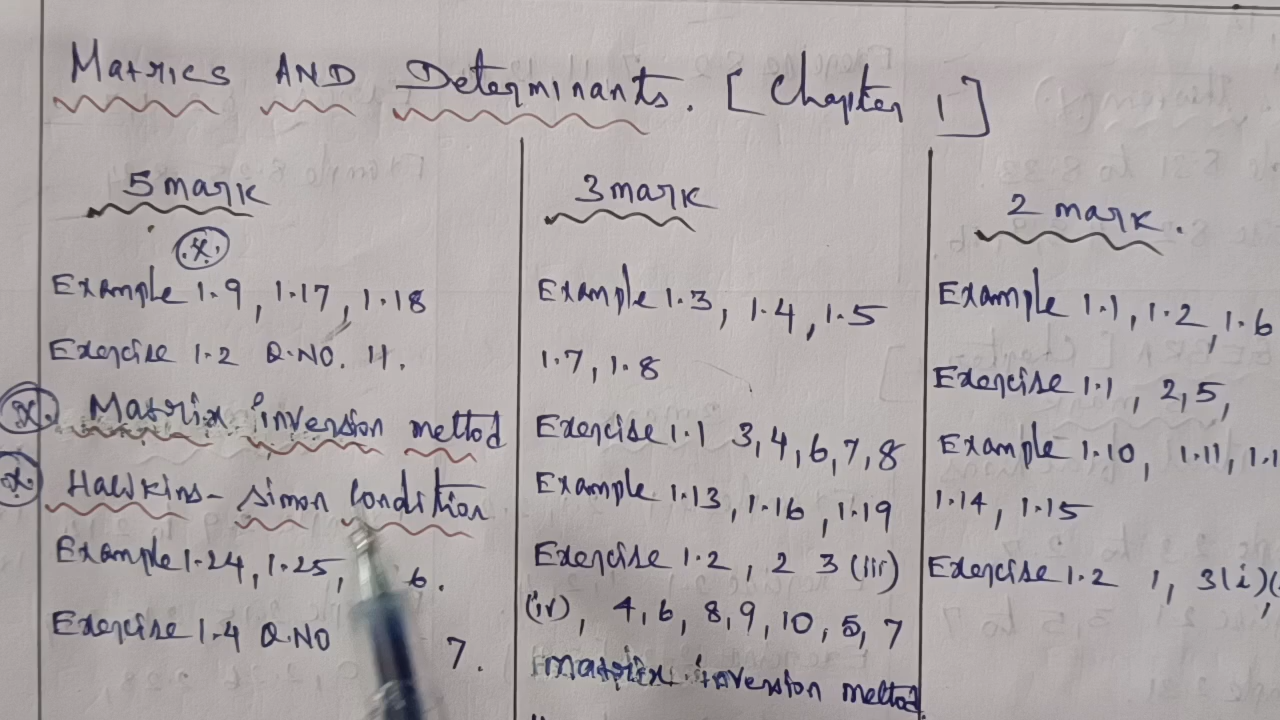 Matrics AND Determinants. [Chapter 1]
5 mark
Example 1.9, 1.17, 1.18
Exercise 1.2 Q.NO. 11.
Matrix inversion mettod
Hawkins - Simon Condition
Example 1.24, 1.25, 6.
Exercise 1.4 Q.NO 7.
3 mark
Example 1.3, 1.4, 1.5
1.7, 1.8
Exercise 1.1 3, 4, 6, 7, 8
Example 1.13, 1.16, 1.19
Exercise 1.2, 2 3 (iii)
(iv), 4, 6, 8, 9, 10, 5, 7
matrix inversion mettod.
2 mark.
Example 1.1, 1.2, 1.6
Exercise 1.1, 2, 5,
Example 1.10, 1.11,
1.14, 1.15
Exercise 1.2 1, 3(i)